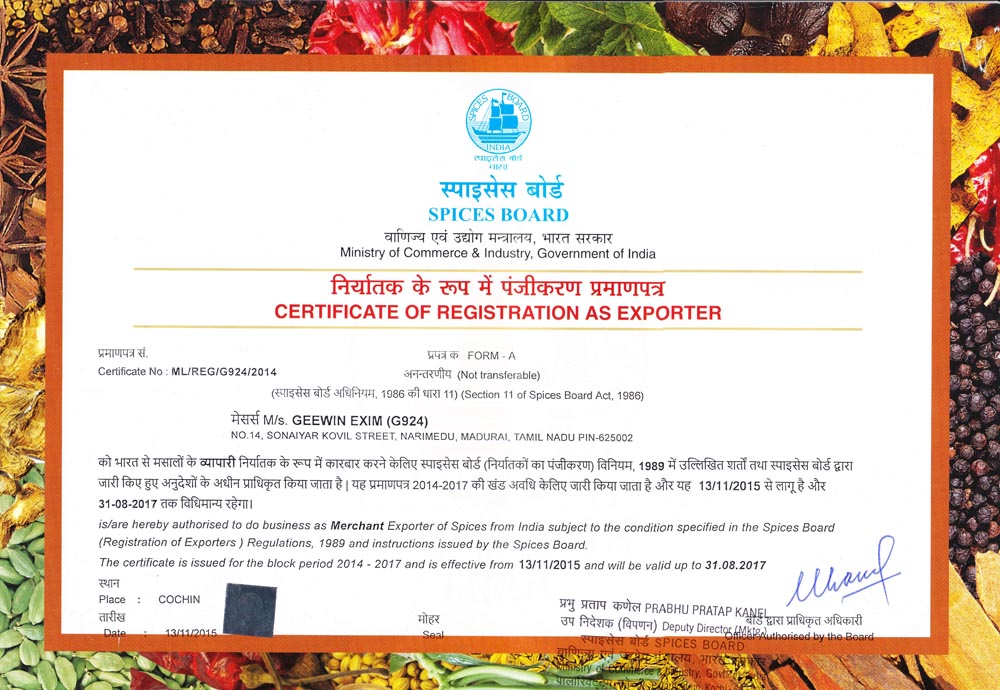 SPICES BOARD
INDIA
स्पाइसेस बोर्ड
भारत
स्पाइसेस बोर्ड
SPICES BOARD
वाणिज्य एवं उद्योग मन्त्रालय, भारत सरकार
Ministry of Commerce & Industry, Government of India
निर्यातक के रूप में पंजीकरण प्रमाणपत्र
CERTIFICATE OF REGISTRATION AS EXPORTER
प्रमाणपत्र सं.
प्रपत्र क FORM - A
Certificate No : ML/REG/G924/2014
अनन्तरणीय (Not transferable)
(स्पाइसेस बोर्ड अधिनियम, 1986 की धारा 11) (Section 11 of Spices Board Act, 1986)
मेसर्स M/s. GEEWIN EXIM (G924)
NO.14, SONAIYAR KOVIL STREET, NARIMEDU, MADURAI, TAMIL NADU PIN-625002
को भारत से मसालों के व्यापारी निर्यातक के रूप में कारबार करने केलिए स्पाइसेस बोर्ड (निर्यातकों का पंजीकरण) विनियम, 1989 में उल्लिखित शर्तों तथा स्पाइसेस बोर्ड द्वारा
जारी किए हुए अनुदेशों के अधीन प्राधिकृत किया जाता है | यह प्रमाणपत्र 2014-2017 की खंड अवधि केलिए जारी किया जाता है और यह 13/11/2015 से लागू है और
31-08-2017 तक विधिमान्य रहेगा।
is/are hereby authorised to do business as Merchant Exporter of Spices from India subject to the condition specified in the Spices Board
(Registration of Exporters ) Regulations, 1989 and instructions issued by the Spices Board.
The certificate is issued for the block period 2014 - 2017 and is effective from 13/11/2015 and will be valid up to 31.08.2017
स्थान
Place : COCHIN
तारीख
Date : 13/11/2015
मोहर
Seal
प्रभु प्रताप कणेल PRABHU PRATAP KANEL
उप निदेशक (विपणन) Deputy Director (Mktg.)
बोर्ड द्वारा प्राधिकृत अधिकारी
Official Authorised by the Board
स्पाइसेस बोर्ड SPICES BOARD
Ministry of Commerce & Industry, Govt